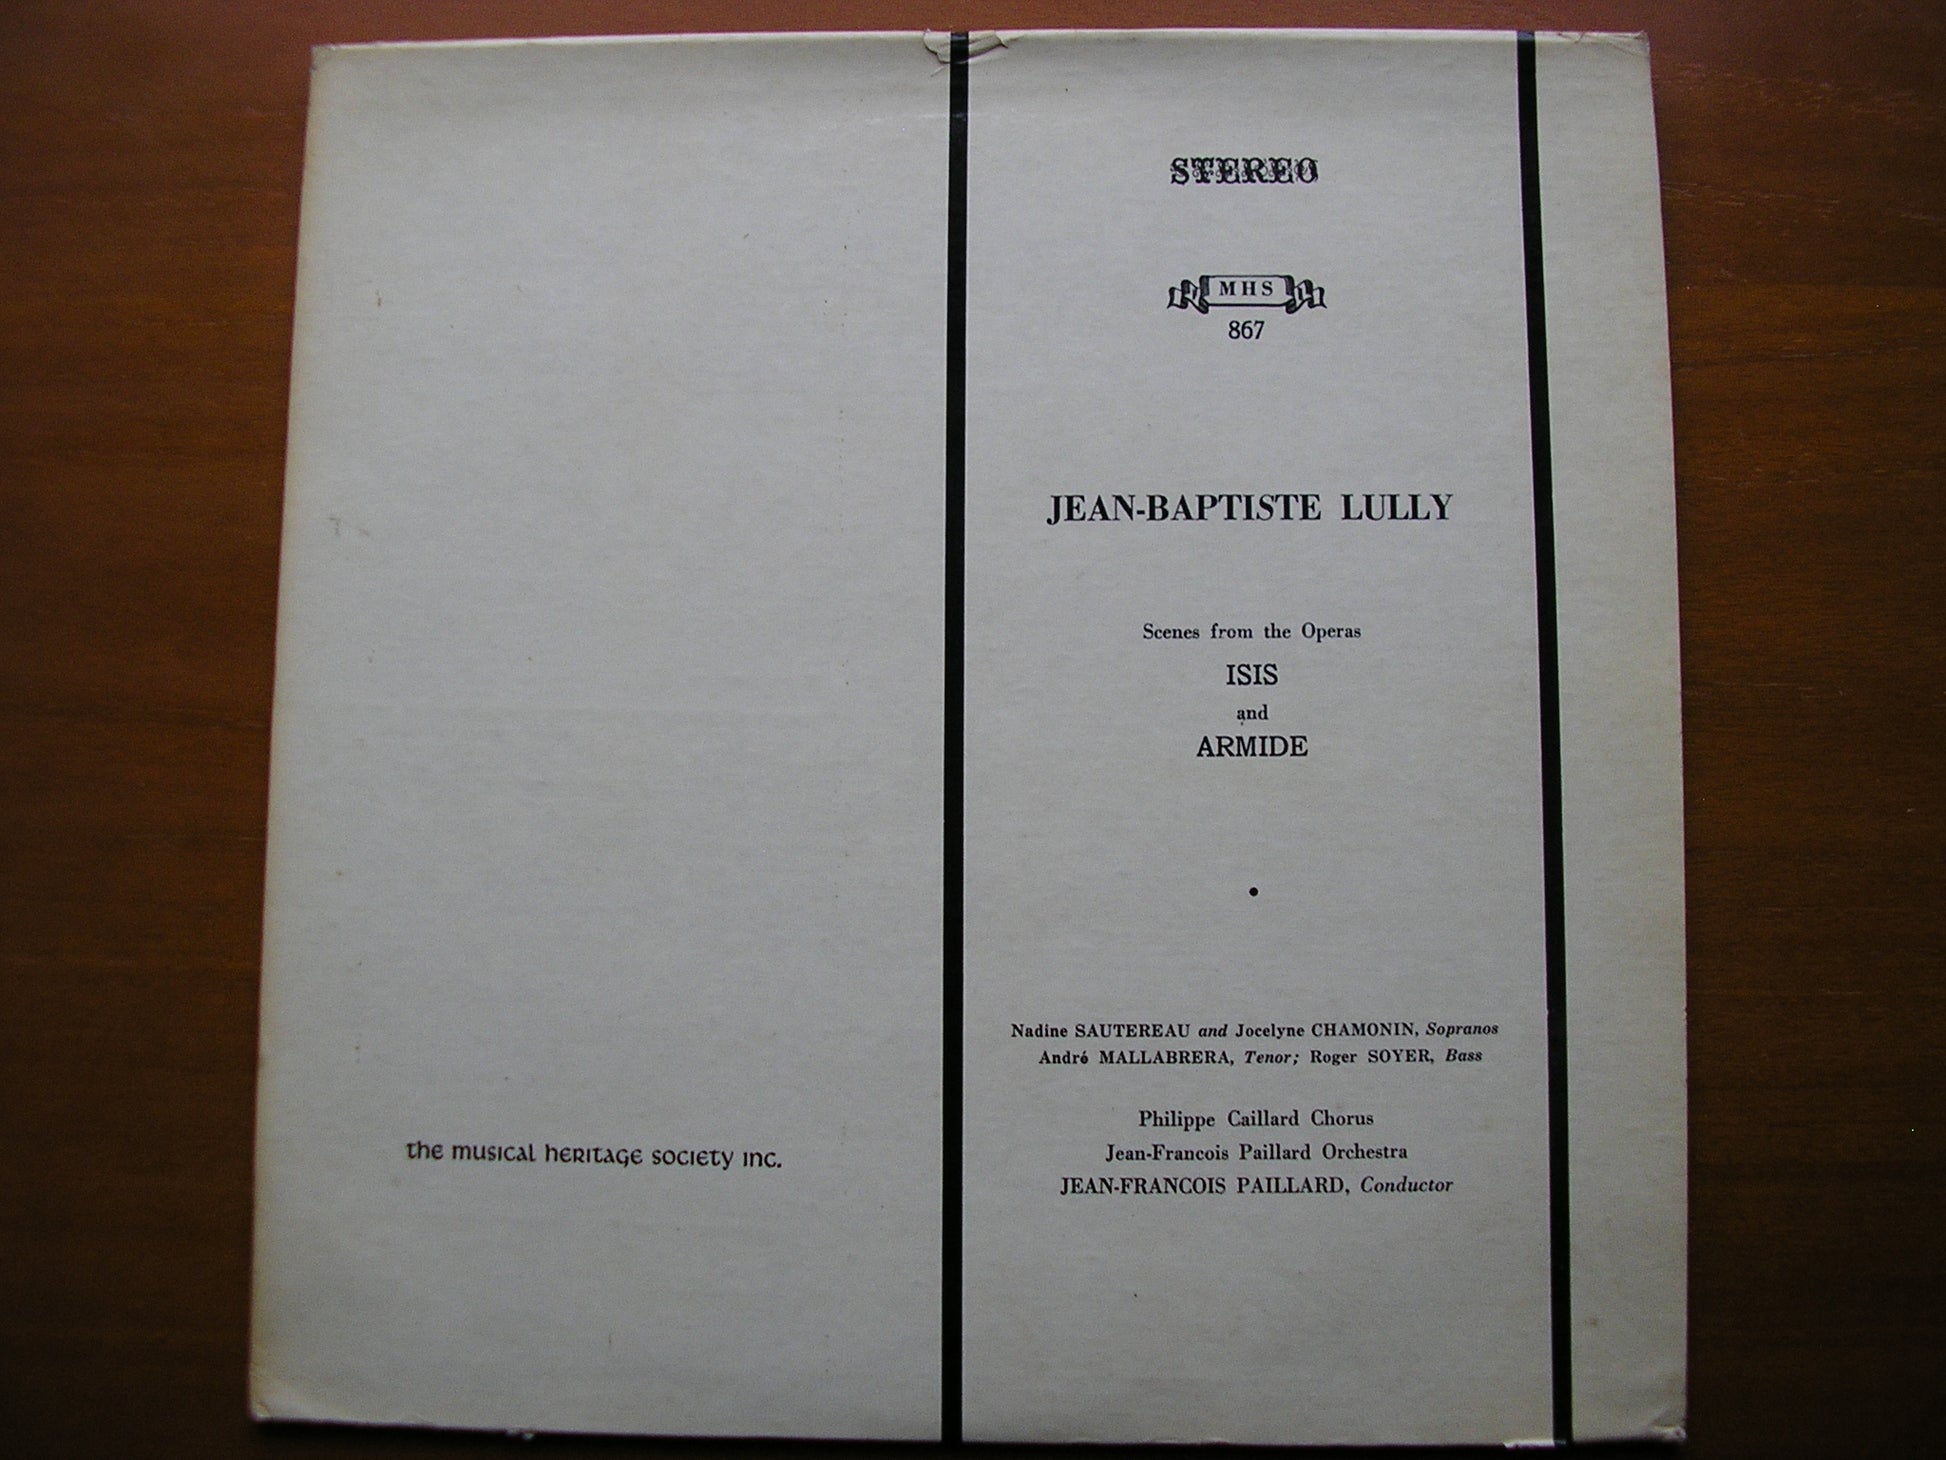 STEREO
MHS
867
JEAN-BAPTISTE LULLY
Scenes from the Operas
ISIS
and
ARMIDE
Nadine SAUTEREAU and Jocelyne CHAMONIN, Sopranos
André MALLABRERA, Tenor; Roger SOYER, Bass
Philippe Caillard Chorus
Jean-Francois Paillard Orchestra
JEAN-FRANCOIS PAILLARD, Conductor
the musical heritage society inc.